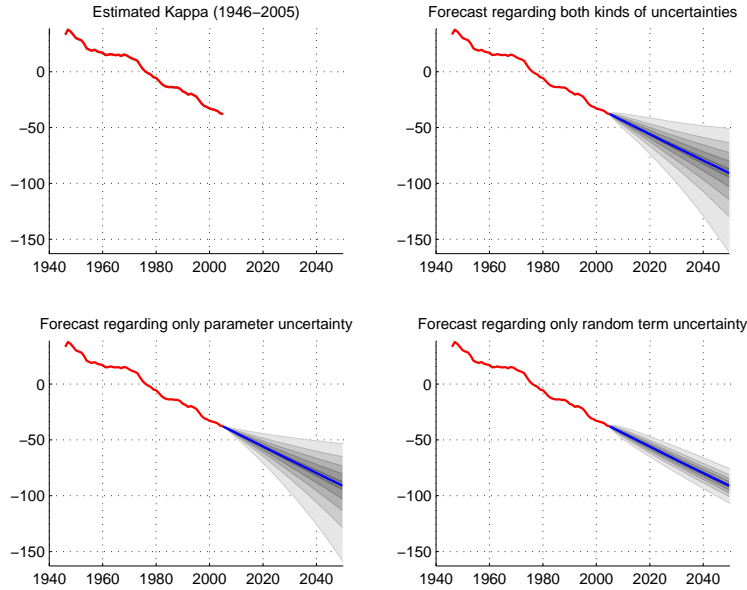 Estimated Kappa (1946−2005)
0
−50
−100
−150
1940 1960 1980 2000 2020 2040
Forecast regarding both kinds of uncertainties
0
−50
−100
−150
1940 1960 1980 2000 2020 2040
Forecast regarding only parameter uncertainty
0
−50
−100
−150
1940 1960 1980 2000 2020 2040
Forecast regarding only random term uncertainty
0
−50
−100
−150
1940 1960 1980 2000 2020 2040